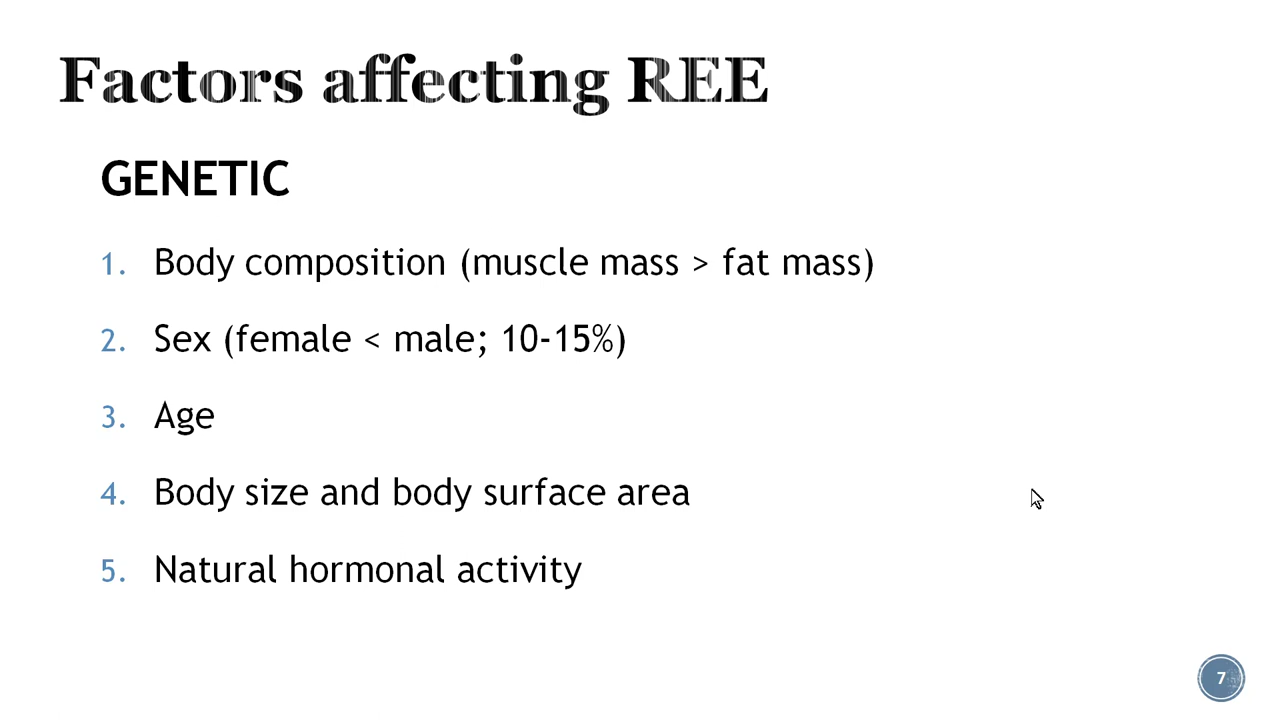 Factors affecting REE
GENETIC
1. Body composition (muscle mass > fat mass)
2. Sex (female < male; 10-15%)
3. Age
4. Body size and body surface area
5. Natural hormonal activity
7